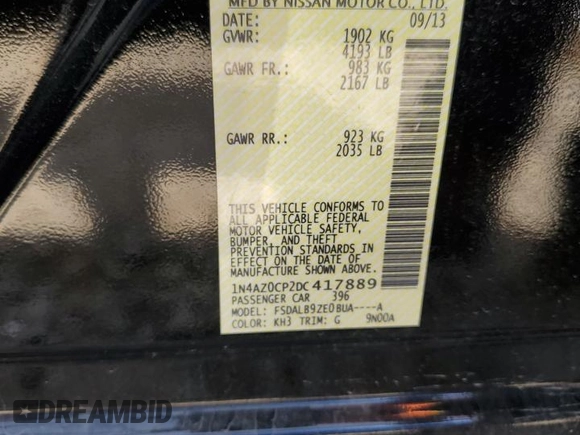 MFD BY NISSAN MOTOR CO., LTD.
DATE: 09/13
GVWR: 1902 KG
4193 LB
GAWR FR.: 983 KG
2167 LB
GAWR RR.: 923 KG
2035 LB
THIS VEHICLE CONFORMS TO
ALL APPLICABLE FEDERAL
MOTOR VEHICLE SAFETY,
BUMPER, AND THEFT
PREVENTION STANDARDS IN
EFFECT ON THE DATE OF
MANUFACTURE SHOWN ABOVE.
1N4AZ0CP2DC417889
PASSENGER CAR 396
MODEL: FSDALB9ZE0BUA----A
COLOR: KH3 TRIM: G 9N00A
DREAMBID